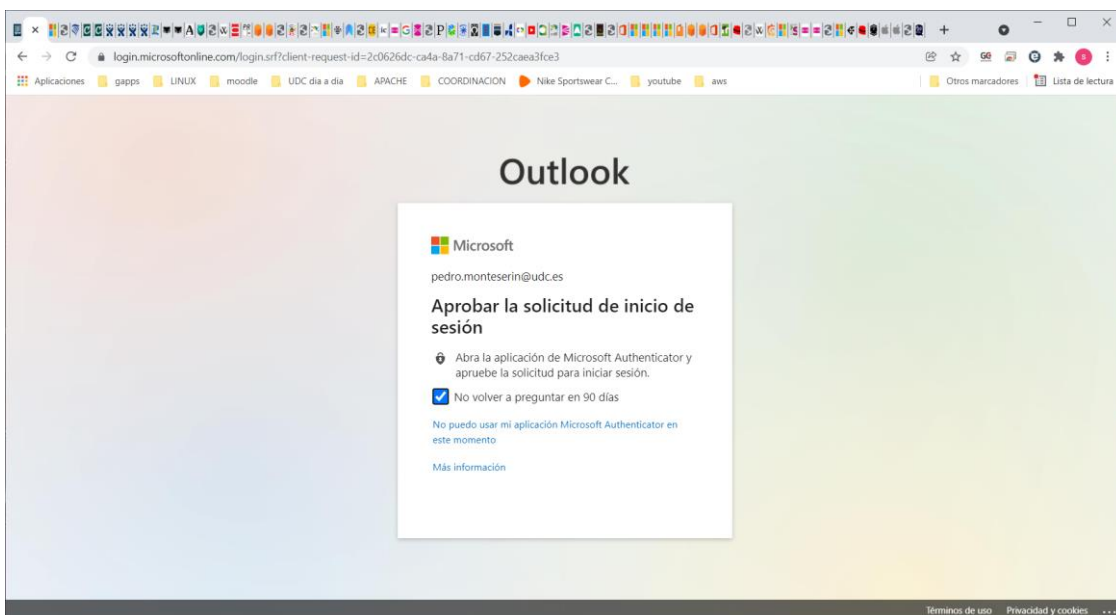 login.microsoftonline.com/login.srf?client-request-id=2c0626dc-ca4a-8a71-cd67-252caea3fce3
Aplicaciones gapps LINUX moodle UDC dia a dia APACHE COORDINACION Nike Sportswear C... youtube aws Otros marcadores Lista de lectura
Outlook
Microsoft
pedro.monteserin@udc.es
Aprobar la solicitud de inicio de
sesión
Abra la aplicación de Microsoft Authenticator y
apruebe la solicitud para iniciar sesión.
No volver a preguntar en 90 días
No puedo usar mi aplicación Microsoft Authenticator en
este momento
Más información
Términos de uso Privacidad y cookies ...